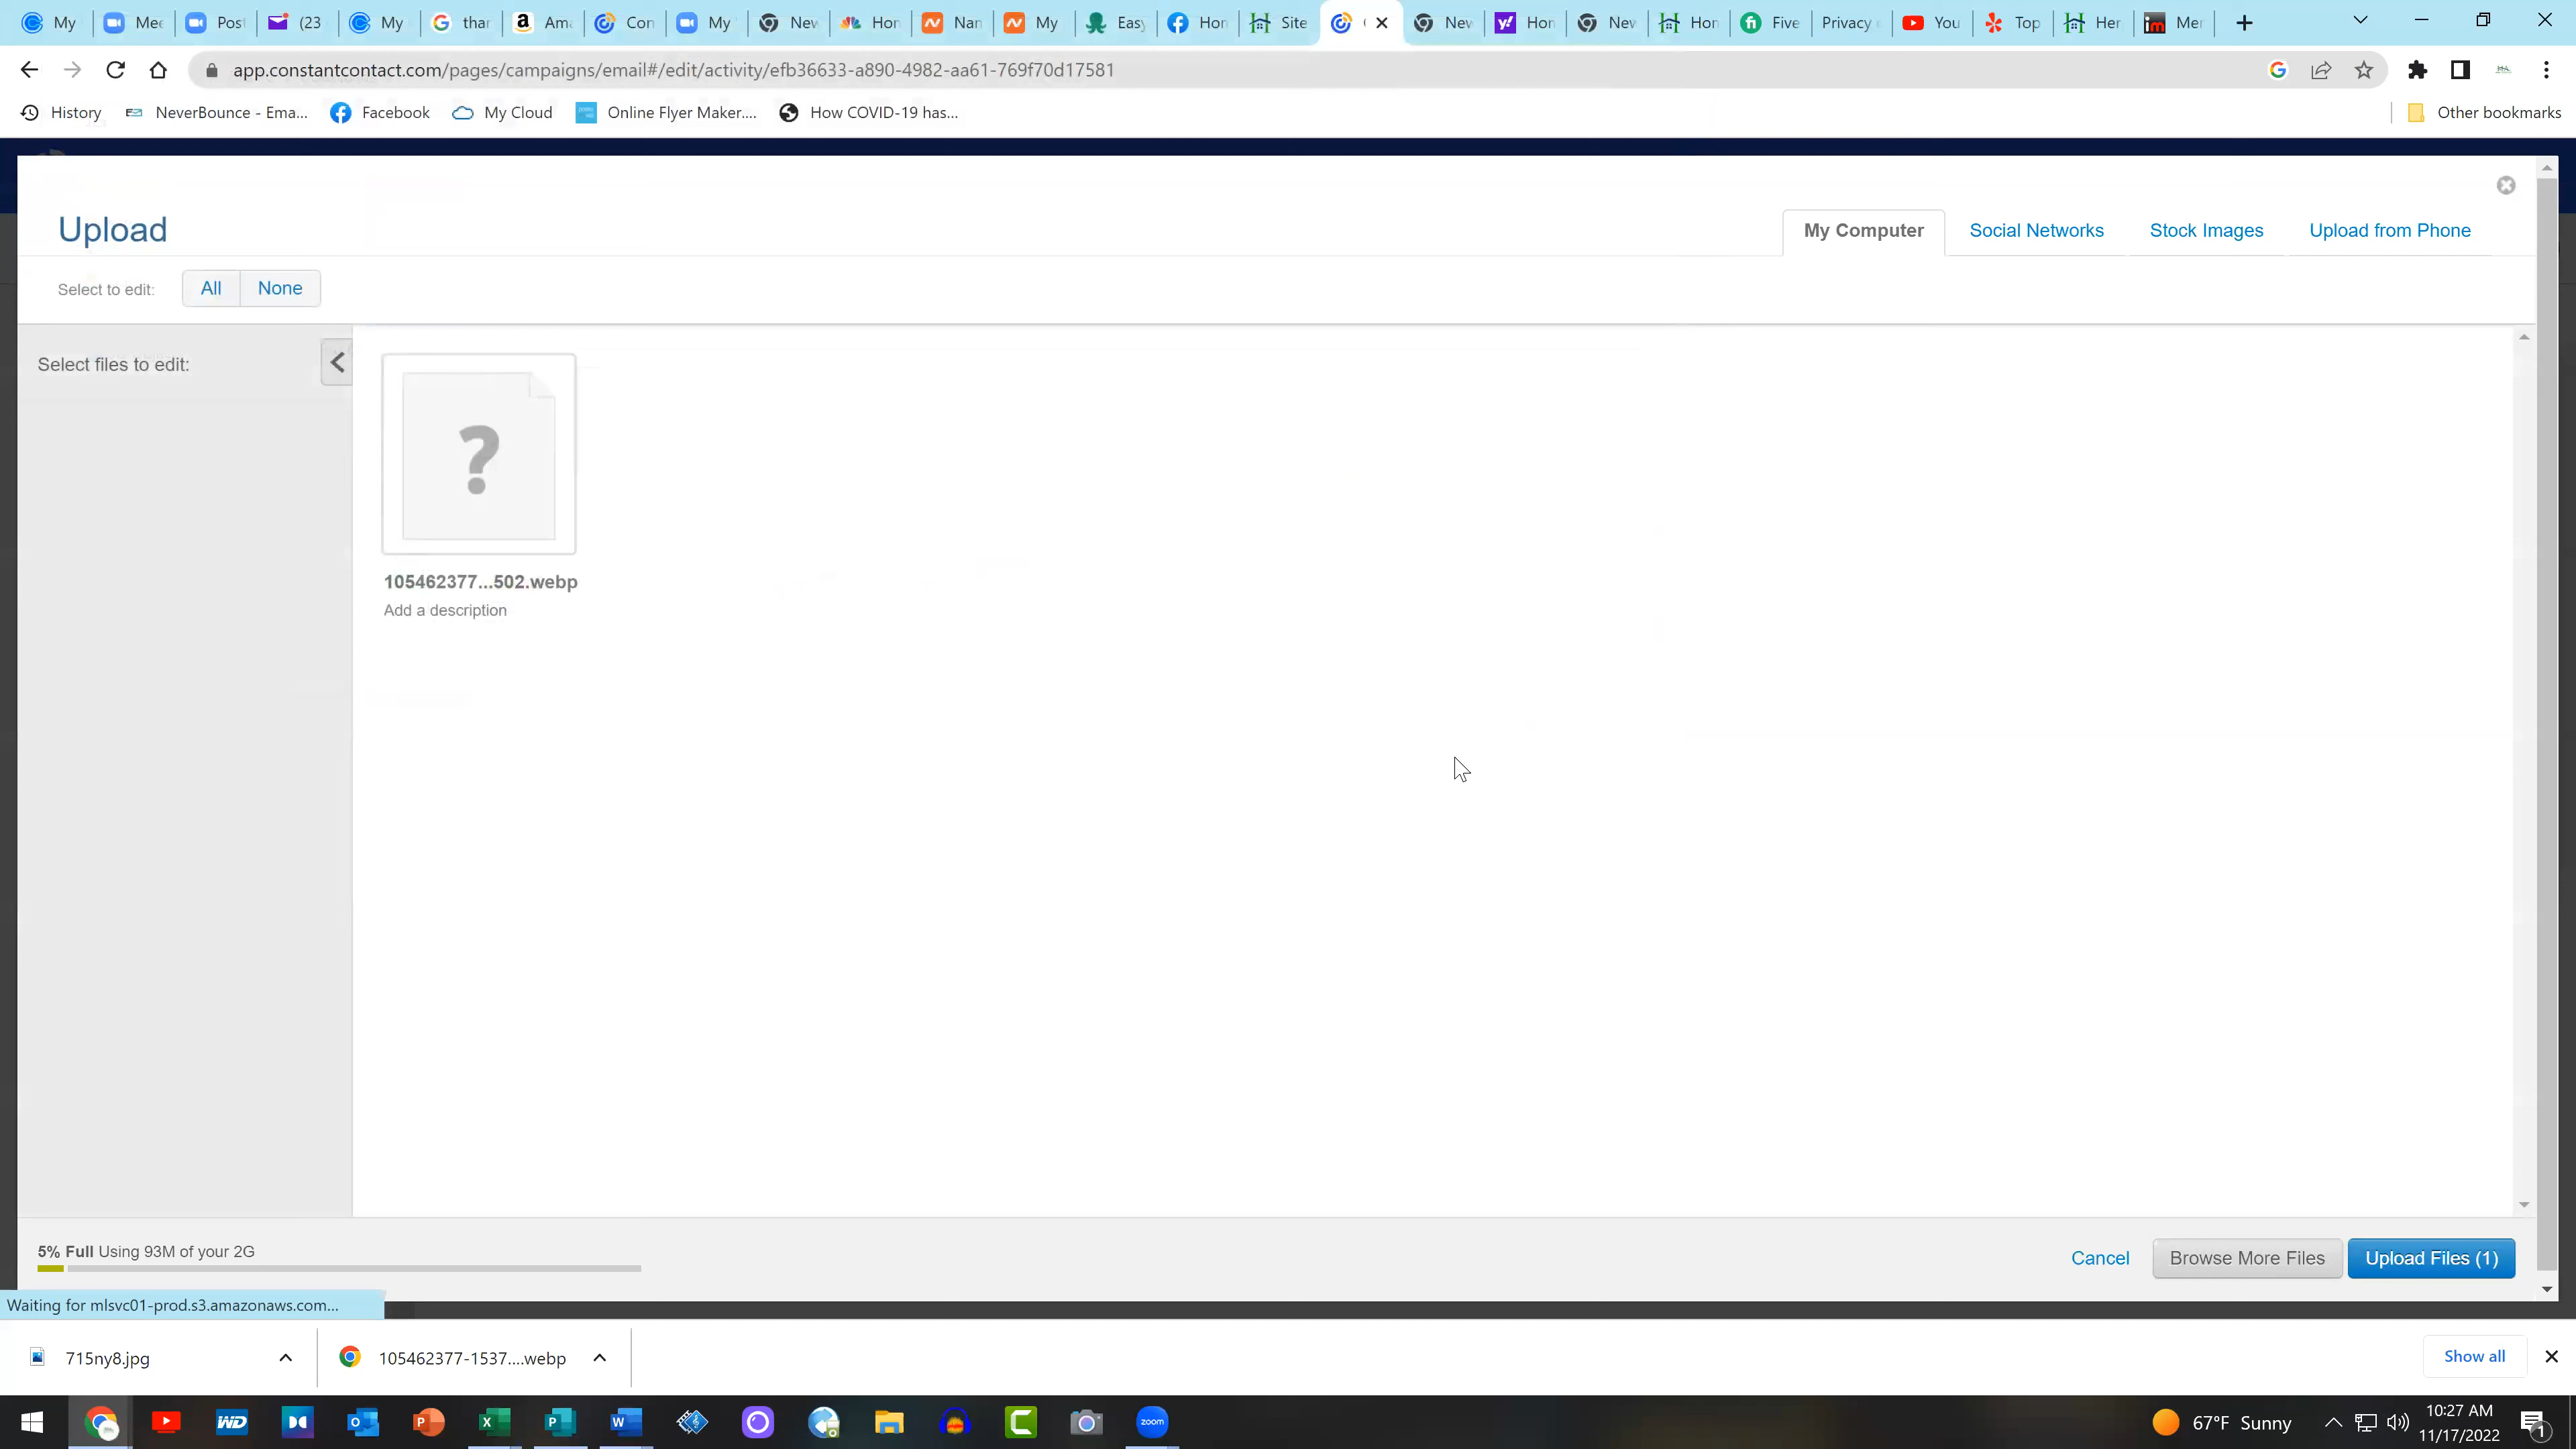 My Mee Post (23 My thar Ama Con My New Hon Nan My Easy Hon Site New Hon New Hon Five Privacy You Top Her Mer
app.constantcontact.com/pages/campaigns/email#/edit/activity/efb36633-a890-4982-aa61-769f70d17581
History NeverBounce - Ema... Facebook My Cloud Online Flyer Maker.... How COVID-19 has... Other bookmarks
Upload My Computer Social Networks Stock Images Upload from Phone
Select to edit: All None
Select files to edit:
?
105462377...502.webp
Add a description
5% Full Using 93M of your 2G
Cancel Browse More Files Upload Files (1)
Waiting for mlsvc01-prod.s3.amazonaws.com...
715ny8.jpg 105462377-1537....webp Show all
67°F Sunny 10:27 AM
11/17/2022
zoom
1